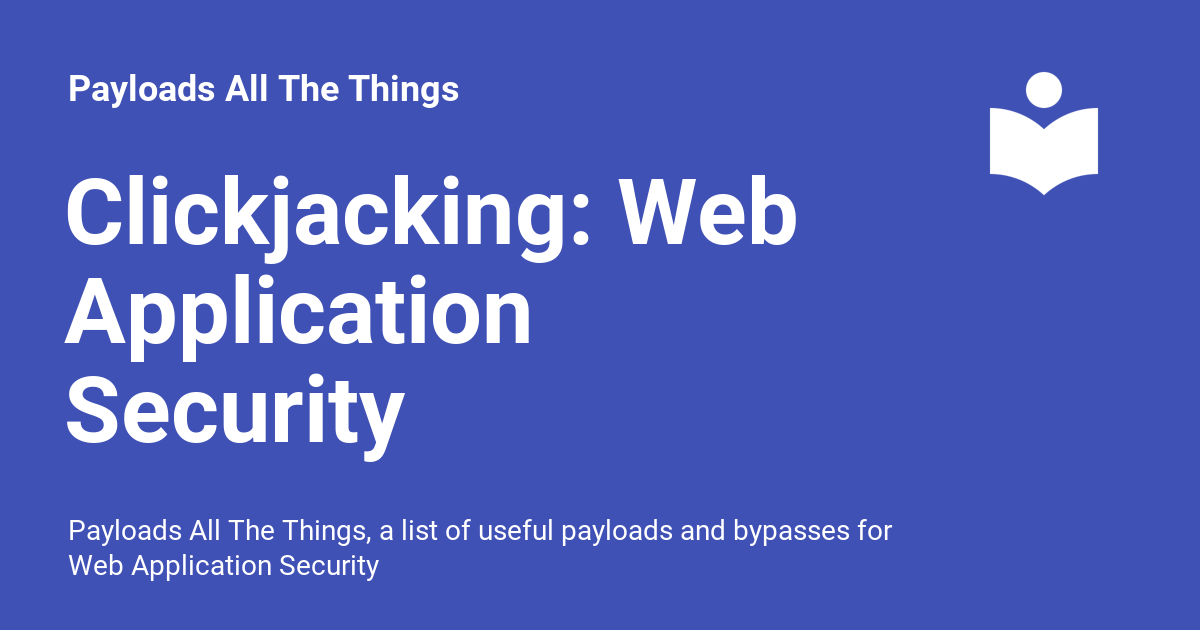 Payloads All The Things
Clickjacking: Web
Application
Security
Payloads All The Things, a list of useful payloads and bypasses for
Web Application Security